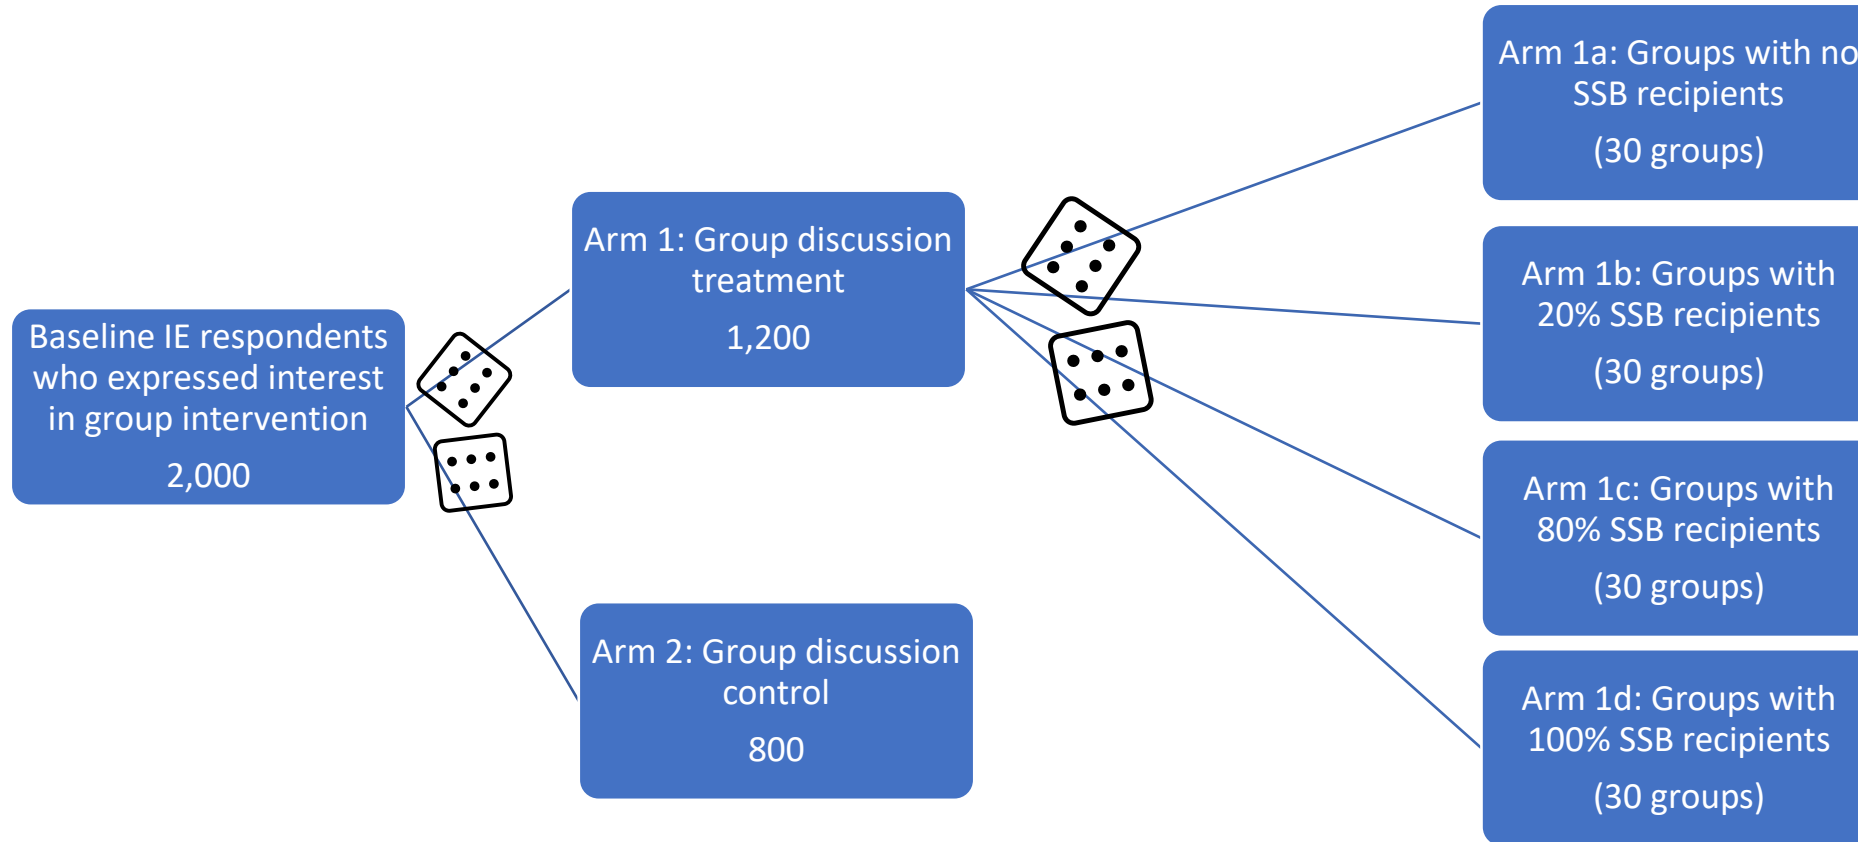 Baseline IE respondents
who expressed interest
in group intervention
2,000
Arm 1: Group discussion
treatment
1,200
Arm 2: Group discussion
control
800
Arm 1a: Groups with no
SSB recipients
(30 groups)
Arm 1b: Groups with
20% SSB recipients
(30 groups)
Arm 1c: Groups with
80% SSB recipients
(30 groups)
Arm 1d: Groups with
100% SSB recipients
(30 groups)